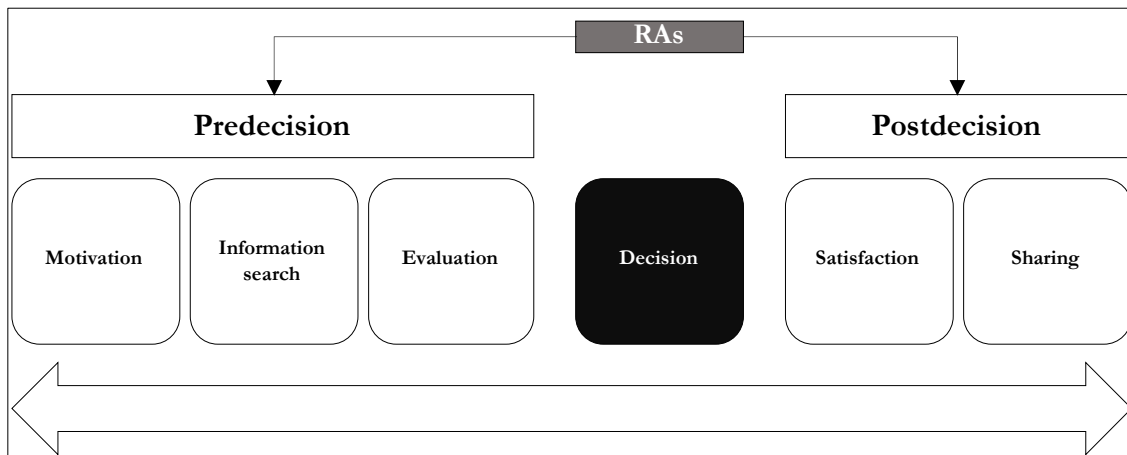 RAs
Predecision
Postdecision
Motivation
Information
search
Evaluation
Decision
Satisfaction
Sharing